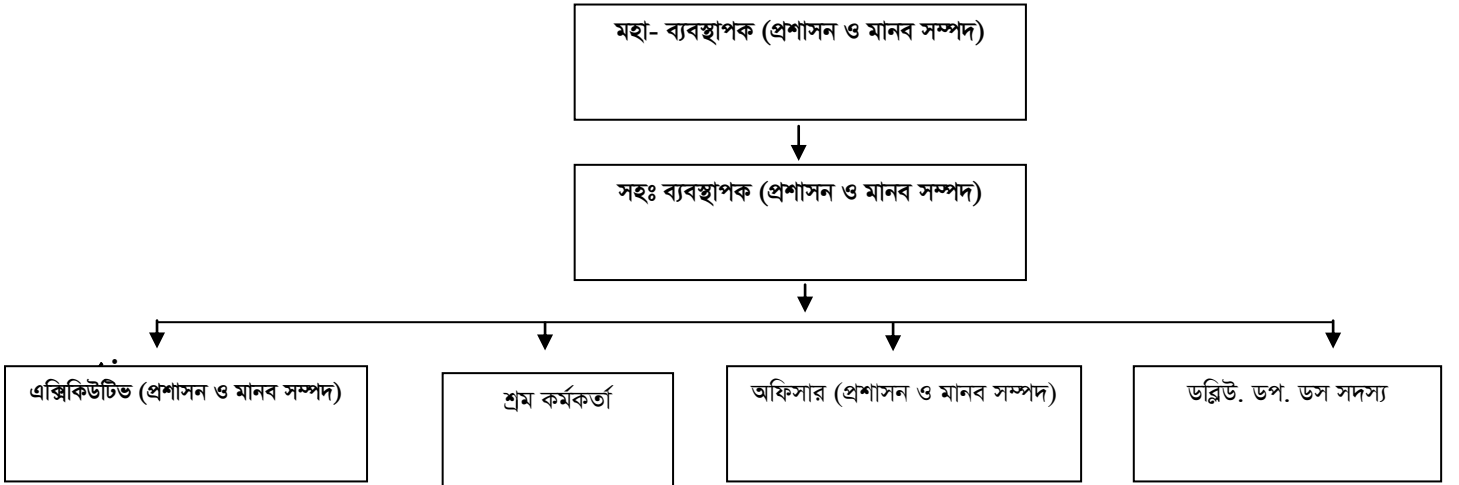 মহা- ব্যবস্থাপক (প্রশাসন ও মানব সম্পদ)
সহঃ ব্যবস্থাপক (প্রশাসন ও মানব সম্পদ)
এক্সিকিউটিভ (প্রশাসন ও মানব সম্পদ)
শ্রম কর্মকর্তা
অফিসার (প্রশাসন ও মানব সম্পদ)
ডব্লিউ. ডপ. ডস সদস্য